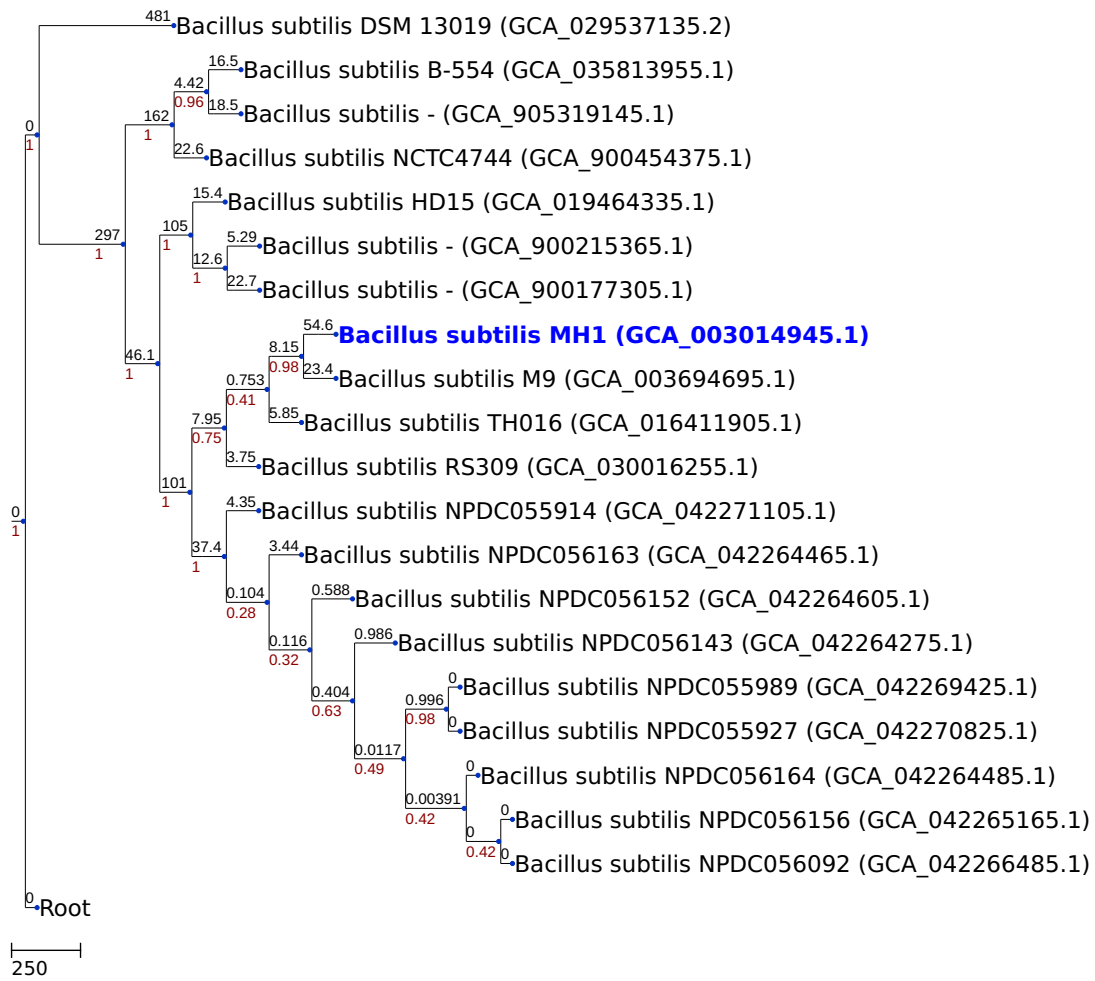 481 Bacillus subtilis DSM 13019 (GCA_029537135.2)
16.5 Bacillus subtilis B-554 (GCA_035813955.1)
4.42
0.96
18.5 Bacillus subtilis - (GCA_905319145.1)
162
1
0
1
22.6 Bacillus subtilis NCTC4744 (GCA_900454375.1)
15.4 Bacillus subtilis HD15 (GCA_019464335.1)
105
1
297
1
5.29 Bacillus subtilis - (GCA_900215365.1)
12.6
1
22.7 Bacillus subtilis - (GCA_900177305.1)
54.6 Bacillus subtilis MH1 (GCA_003014945.1)
8.15
0.98
46.1
1
23.4 Bacillus subtilis M9 (GCA_003694695.1)
0.753
0.41
5.85 Bacillus subtilis TH016 (GCA_016411905.1)
7.95
0.75
3.75 Bacillus subtilis RS309 (GCA_030016255.1)
101
1
4.35 Bacillus subtilis NPDC055914 (GCA_042271105.1)
0
1
37.4
1
3.44 Bacillus subtilis NPDC056163 (GCA_042264465.1)
0.104
0.28
0.588 Bacillus subtilis NPDC056152 (GCA_042264605.1)
0.116
0.32
0.986 Bacillus subtilis NPDC056143 (GCA_042264275.1)
0.404
0.63
0 Bacillus subtilis NPDC055989 (GCA_042269425.1)
0.996
0.98
0 Bacillus subtilis NPDC055927 (GCA_042270825.1)
0.0117
0.49
0 Bacillus subtilis NPDC056164 (GCA_042264485.1)
0.00391
0.42
0 Bacillus subtilis NPDC056156 (GCA_042265165.1)
0
0.42
0 Bacillus subtilis NPDC056092 (GCA_042266485.1)
0 Root
250